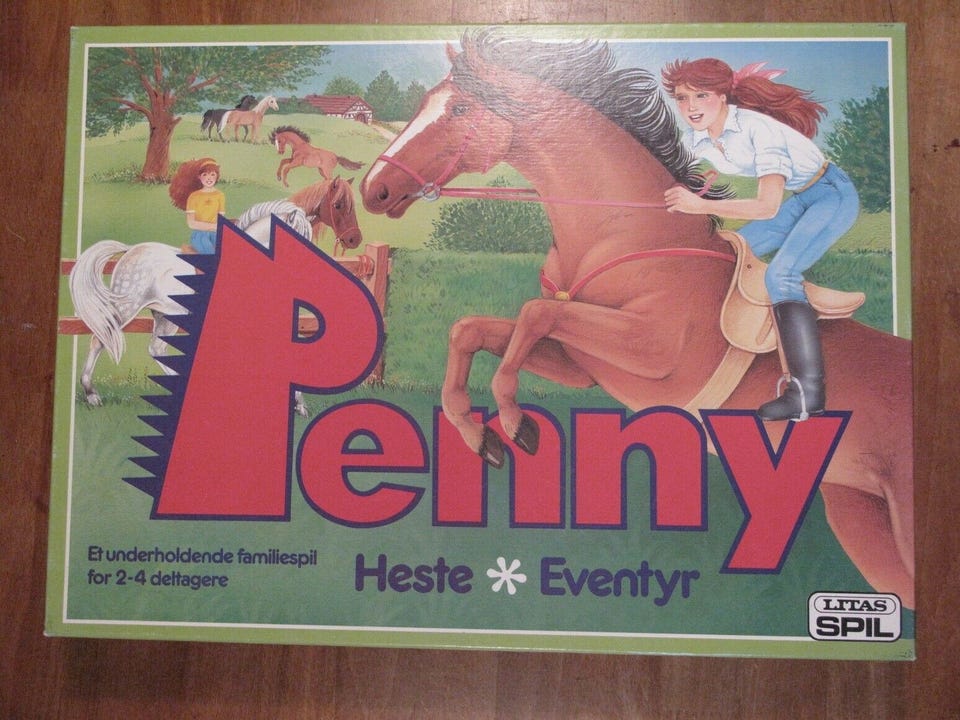 Penny
Et underholdende familiespil
for 2-4 deltagere
Heste * Eventyr
LITAS
SPIL